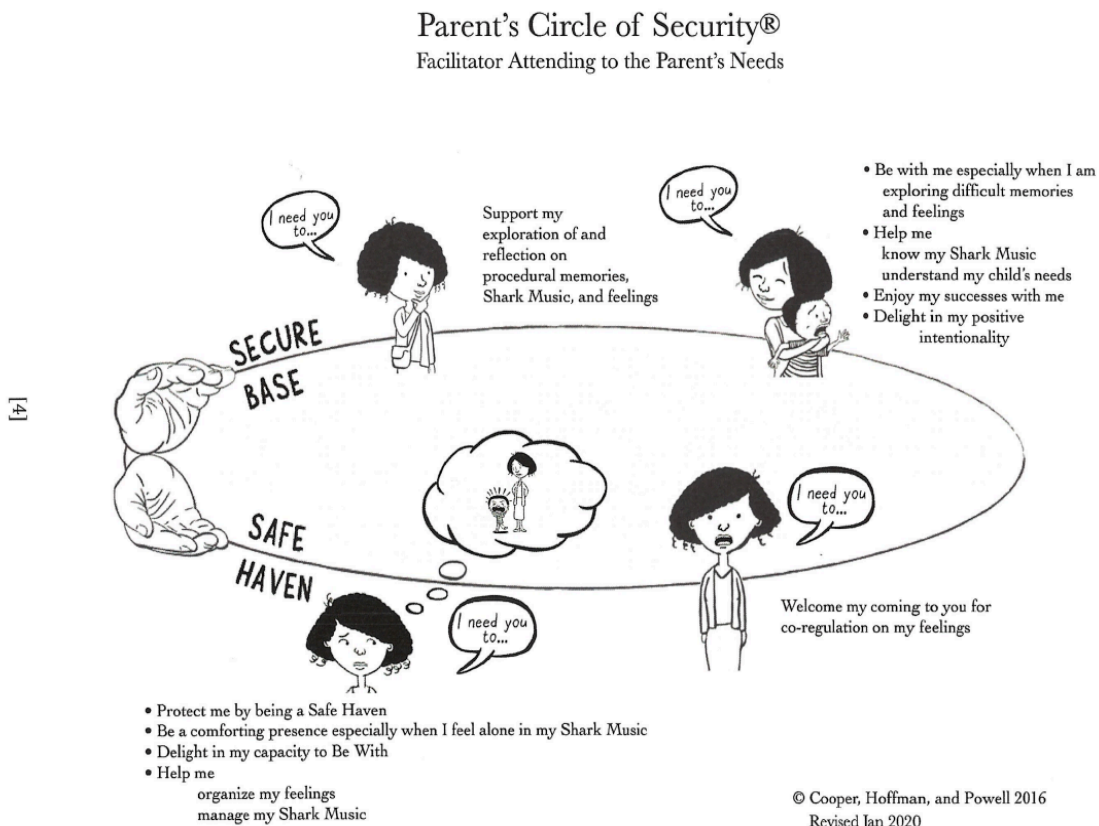 Parent's Circle of Security®
Facilitator Attending to the Parent's Needs
I need you
to...
Support my
exploration of and
reflection on
procedural memories,
Shark Music, and feelings
I need you
to...
• Be with me especially when I am
exploring difficult memories
and feelings
• Help me
know my Shark Music
understand my child's needs
• Enjoy my successes with me
• Delight in my positive
intentionality
SECURE
BASE
[4]
SAFE
HAVEN
I need you
to...
Welcome my coming to you for
co-regulation on my feelings
I need you
to...
• Protect me by being a Safe Haven
• Be a comforting presence especially when I feel alone in my Shark Music
• Delight in my capacity to Be With
• Help me
organize my feelings
manage my Shark Music
© Cooper, Hoffman, and Powell 2016
Revised Jan 2020